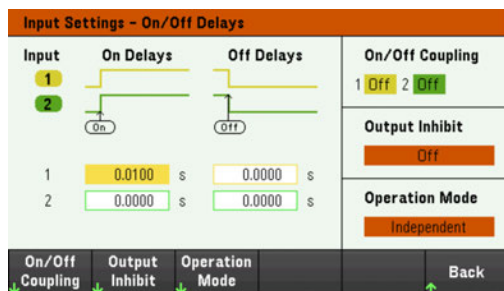 Input Settings - On/Off Delays
Input On Delays Off Delays
1
2
On Off
1 0.0100 s 0.0000 s
2 0.0000 s 0.0000 s
On/Off Coupling
1 Off 2 Off
Output Inhibit
Off
Operation Mode
Independent
On/Off Coupling
Output Inhibit
Operation Mode
Back